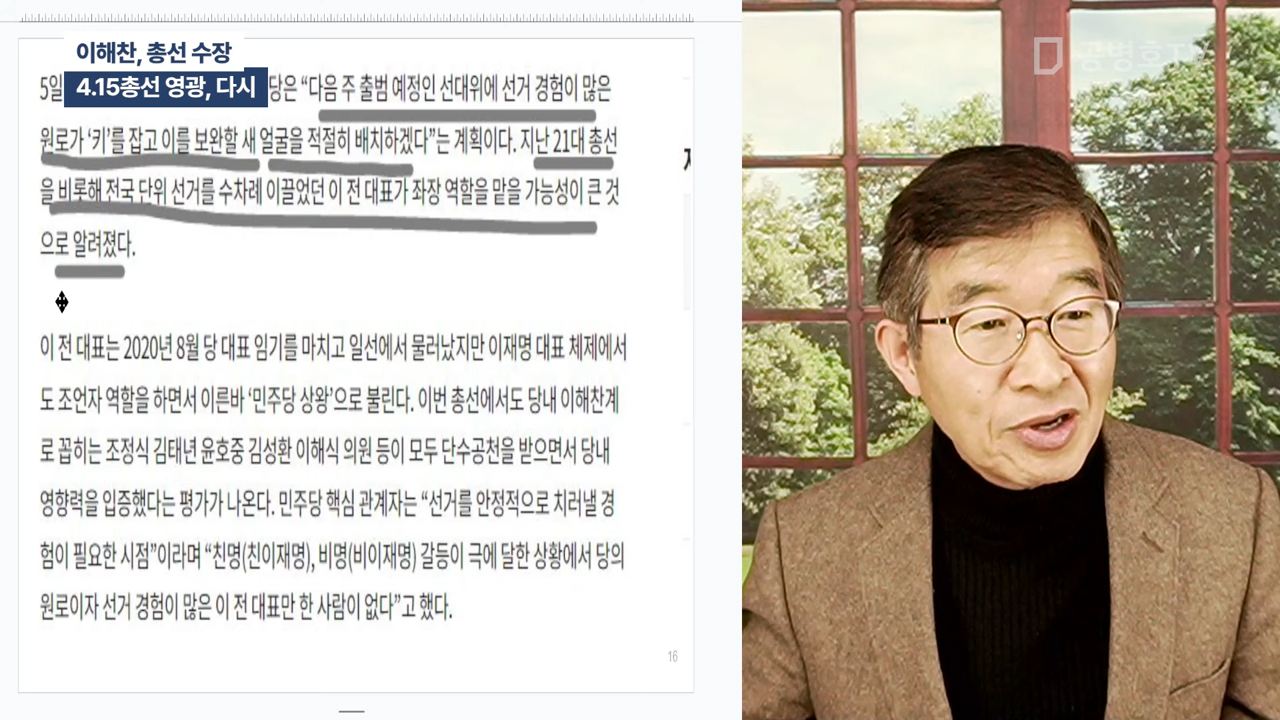 이해찬, 총선 수장
4.15총선 영광, 다시
공병호TV
5일 당은 “다음 주 출범 예정인 선대위에 선거 경험이 많은
원로가 ‘키’를 잡고 이를 보완할 새 얼굴을 적절히 배치하겠다”는 계획이다. 지난 21대 총선
을 비롯해 전국 단위 선거를 수차례 이끌었던 이 전 대표가 좌장 역할을 맡을 가능성이 큰 것
으로 알려졌다.
이 전 대표는 2020년 8월 당 대표 임기를 마치고 일선에서 물러났지만 이재명 대표 체제에서
도 조언자 역할을 하면서 이른바 ‘민주당 상왕’으로 불린다. 이번 총선에서도 당내 이해찬계
로 꼽히는 조정식 김태년 윤호중 김성환 이해식 의원 등이 모두 단수공천을 받으면서 당내
영향력을 입증했다는 평가가 나온다. 민주당 핵심 관계자는 “선거를 안정적으로 치러낼 경
험이 필요한 시점”이라며 “친명(친이재명), 비명(비이재명) 갈등이 극에 달한 상황에서 당의
원로이자 선거 경험이 많은 이 전 대표만 한 사람이 없다”고 했다.
16